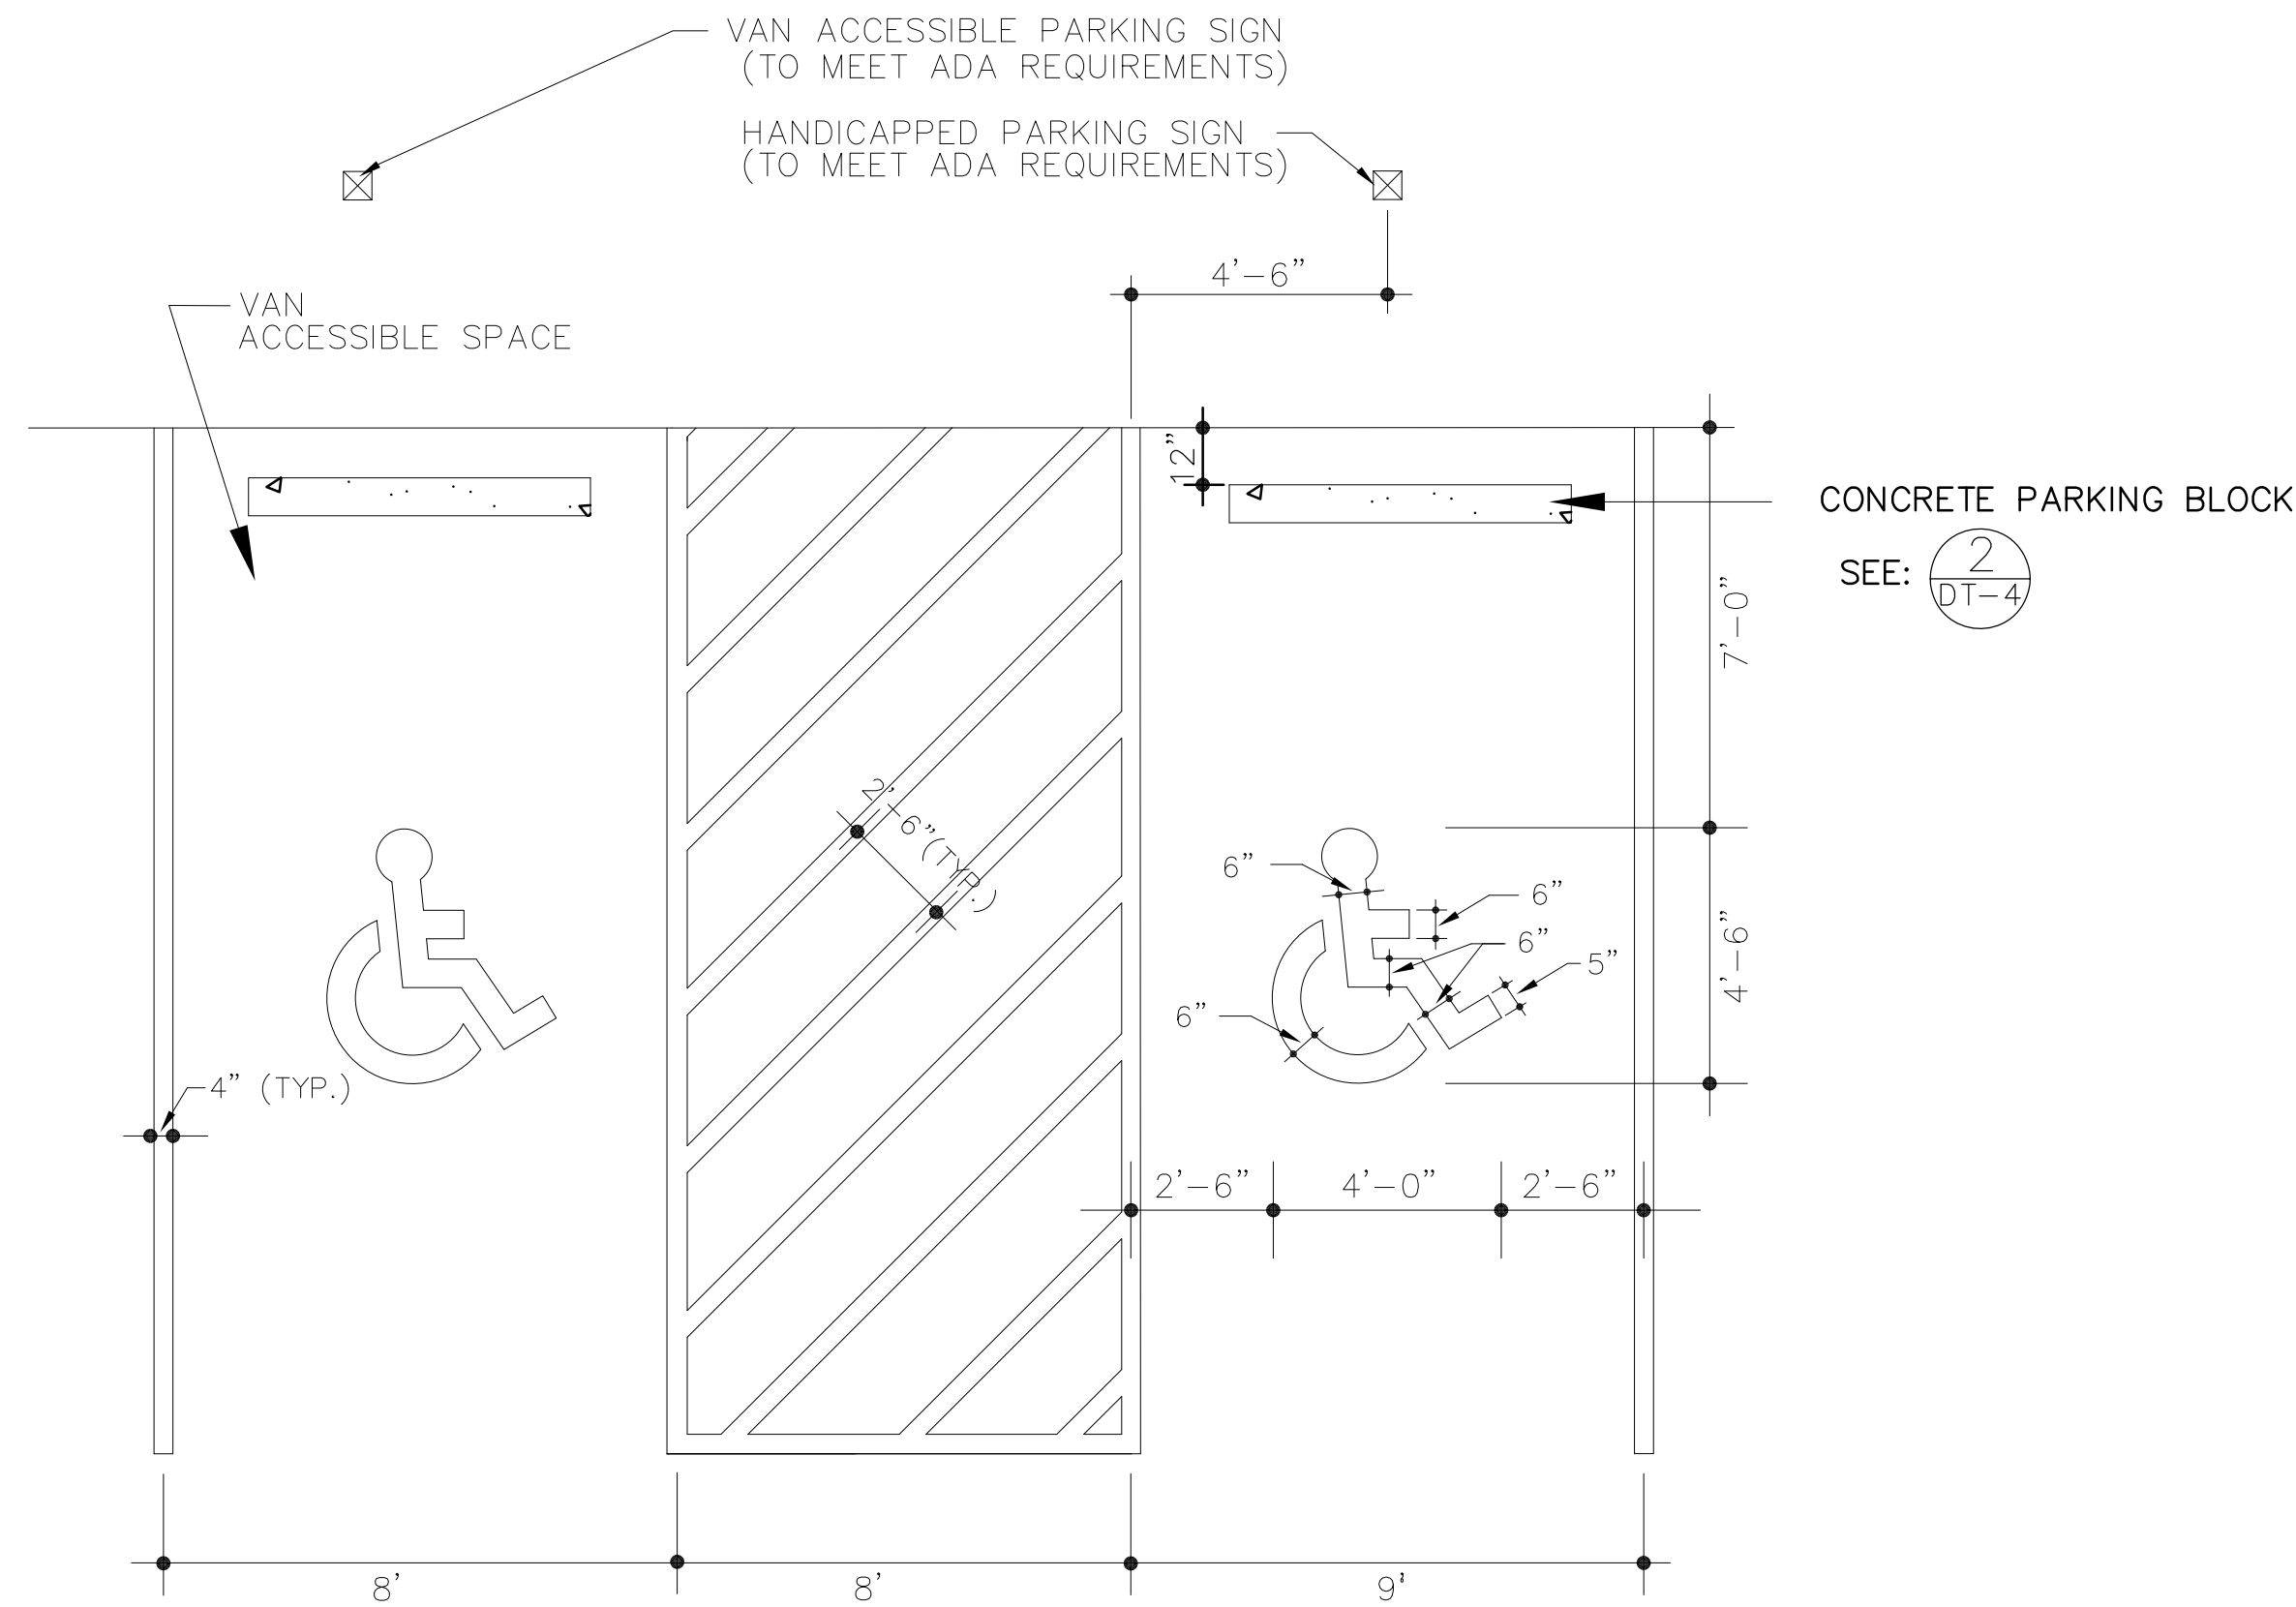 VAN ACCESSIBLE PARKING SIGN
(TO MEET ADA REQUIREMENTS)
HANDICAPPED PARKING SIGN
(TO MEET ADA REQUIREMENTS)
4'-6"
VAN
ACCESSIBLE SPACE
12"
CONCRETE PARKING BLOCK
SEE: 2
DT-4
7'-0"
2'-6"(TYP.)
6"
6"
6"
5"
4'-6"
6"
4" (TYP.)
2'-6" 4'-0" 2'-6"
8' 8' 9'